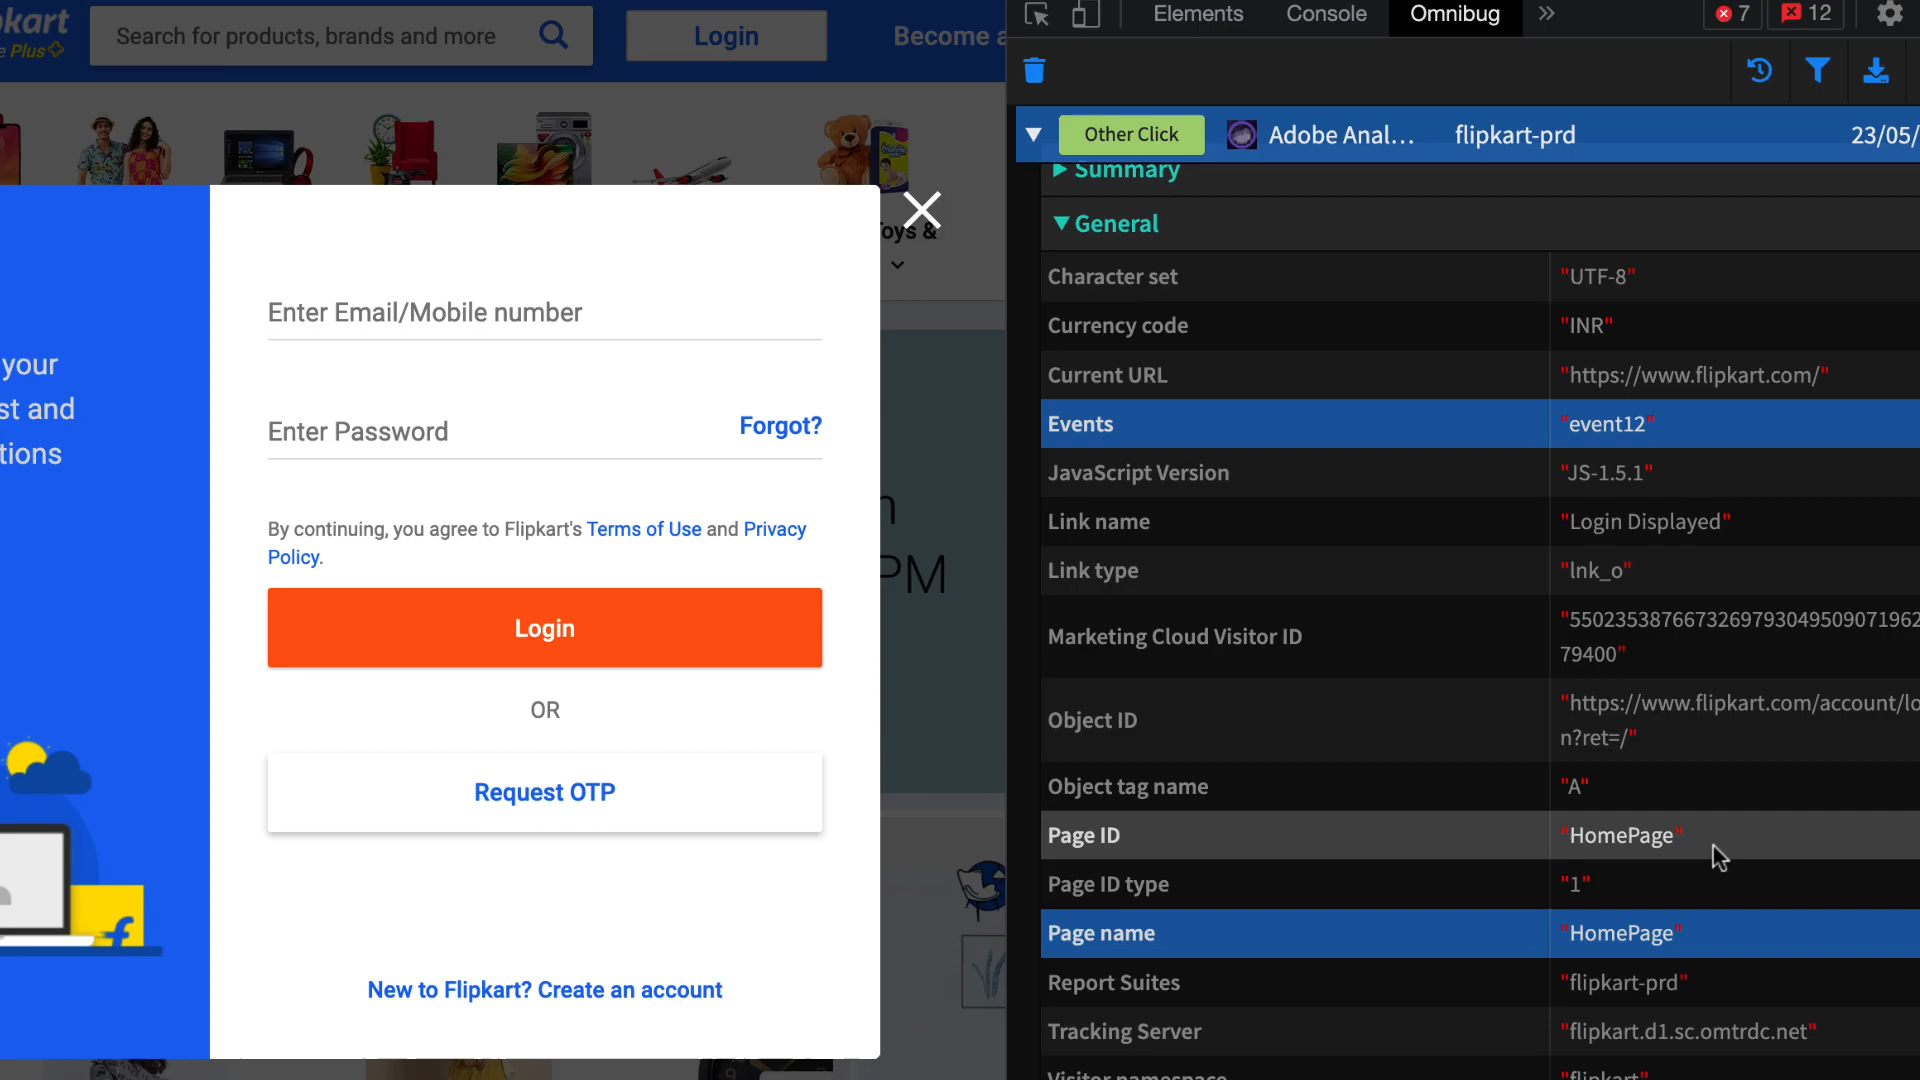 kart
Plus
Search for products, brands and more
Login
Become a
oys &
your
st and
tions
Enter Email/Mobile number
Enter Password
Forgot?
By continuing, you agree to Flipkart's Terms of Use and Privacy
Policy.
Login
OR
Request OTP
New to Flipkart? Create an account
PM
Elements
Console
Omnibug
7
12
Other Click
Adobe Anal...
flipkart-prd
23/05/
Summary
General
Character set
"UTF-8"
Currency code
"INR"
Current URL
"https://www.flipkart.com/"
Events
"event12"
JavaScript Version
"JS-1.5.1"
Link name
"Login Displayed"
Link type
"lnk_o"
Marketing Cloud Visitor ID
"5502353876673269793049509071962
79400"
Object ID
"https://www.flipkart.com/account/lo
n?ret=/"
Object tag name
"A"
Page ID
"HomePage"
Page ID type
"1"
Page name
"HomePage"
Report Suites
"flipkart-prd"
Tracking Server
"flipkart.d1.sc.omtrdc.net"
Visitor namespace
"flipkart"